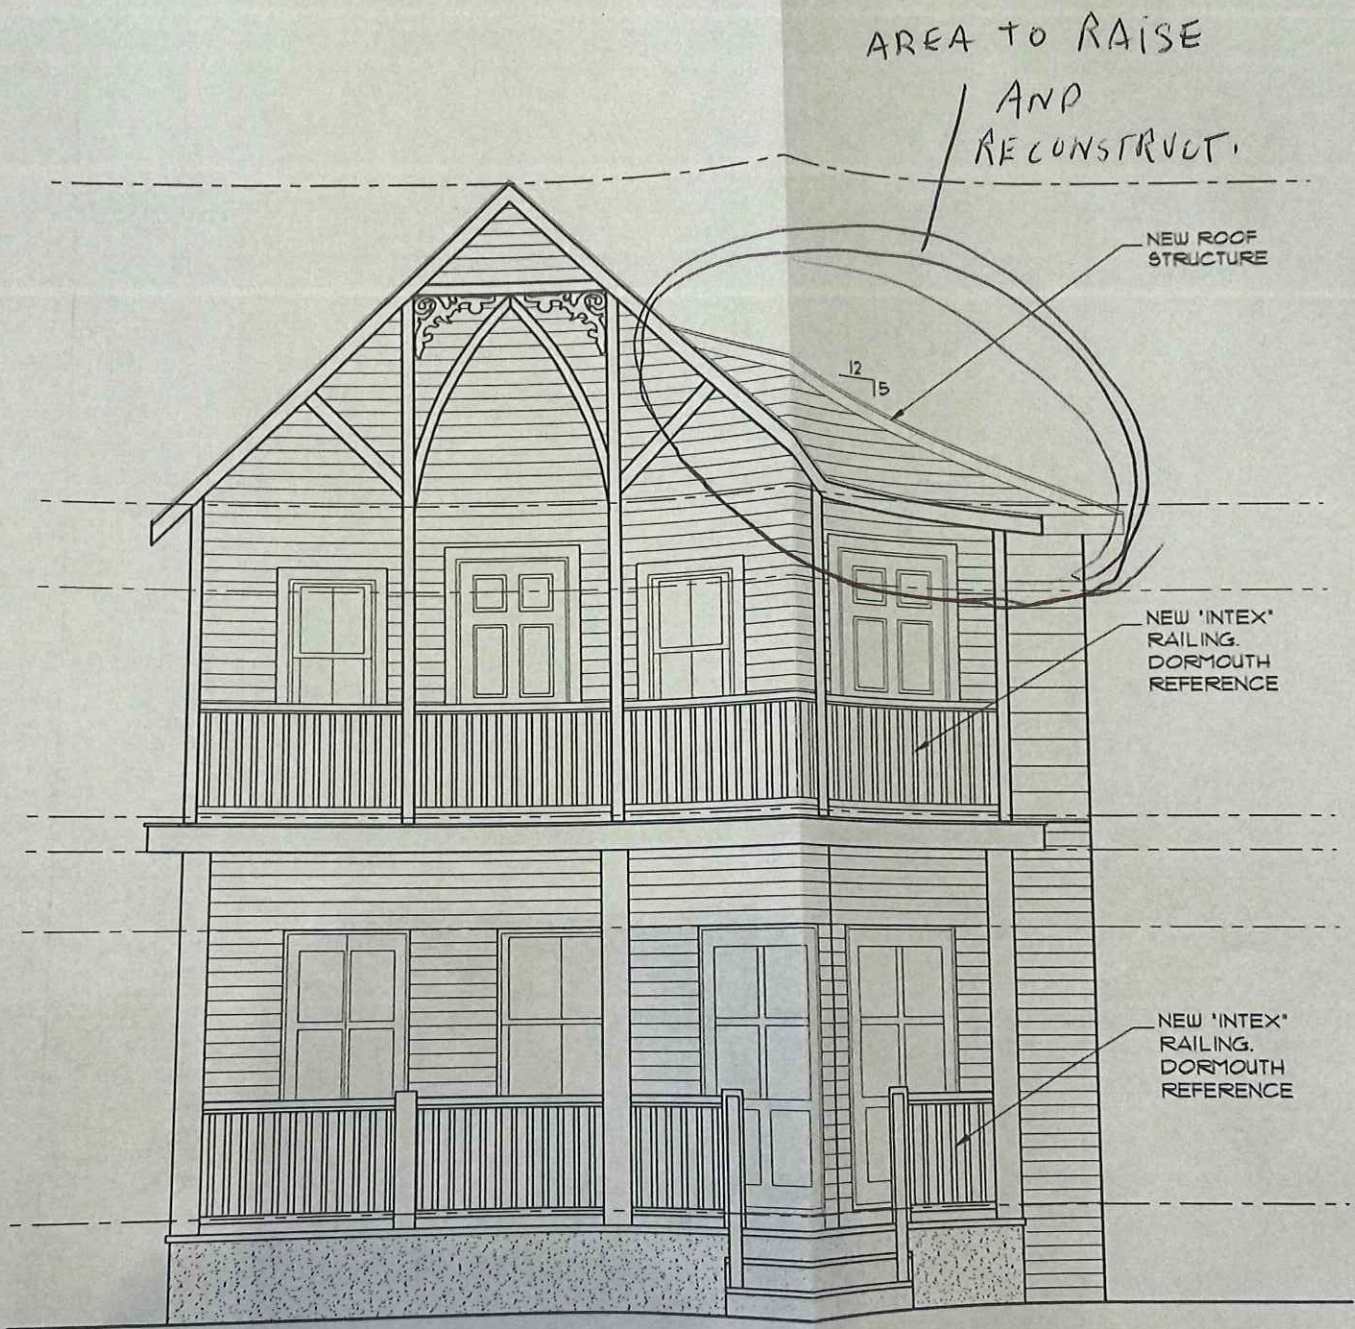 AREA TO RAISE
AND
RECONSTRUCT.
NEW ROOF
STRUCTURE
12
5
NEW "INTEX"
RAILING.
DORMOUTH
REFERENCE
NEW "INTEX"
RAILING.
DORMOUTH
REFERENCE